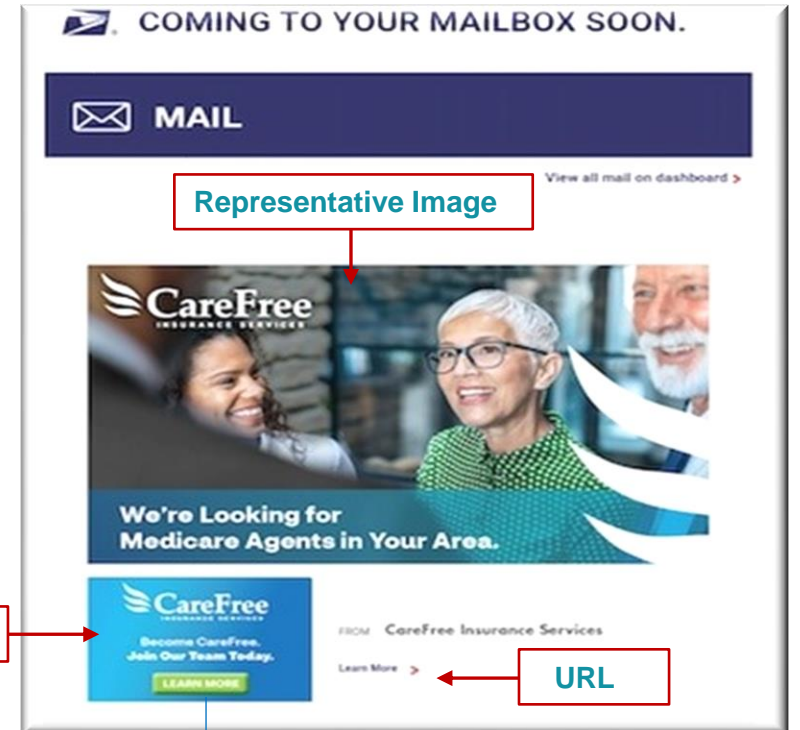 COMING TO YOUR MAILBOX SOON.
MAIL
View all mail on dashboard >
Representative Image
CareFree
INSURANCE SERVICES
We're Looking for
Medicare Agents in Your Area.
CareFree
INSURANCE SERVICES
Become CareFree.
Join Our Team Today.
LEARN MORE
FROM CareFree Insurance Services
Learn More >
URL